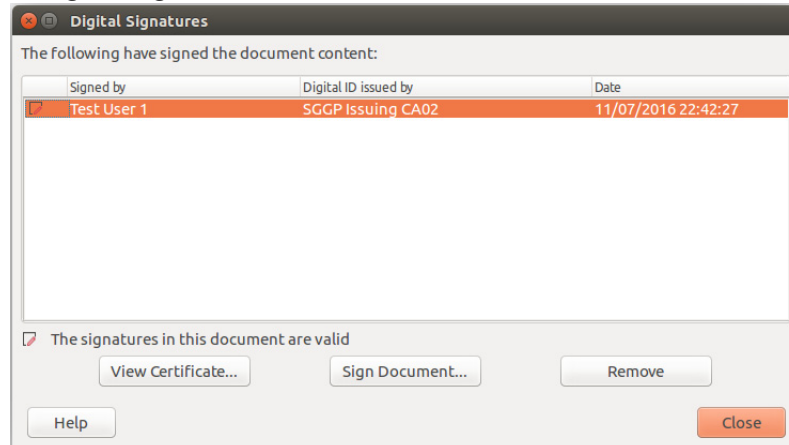 Digital Signatures
The following have signed the document content:
Signed by Digital ID issued by Date
Test User 1 SGGP Issuing CA02 11/07/2016 22:42:27
The signatures in this document are valid
View Certificate... Sign Document... Remove
Help Close